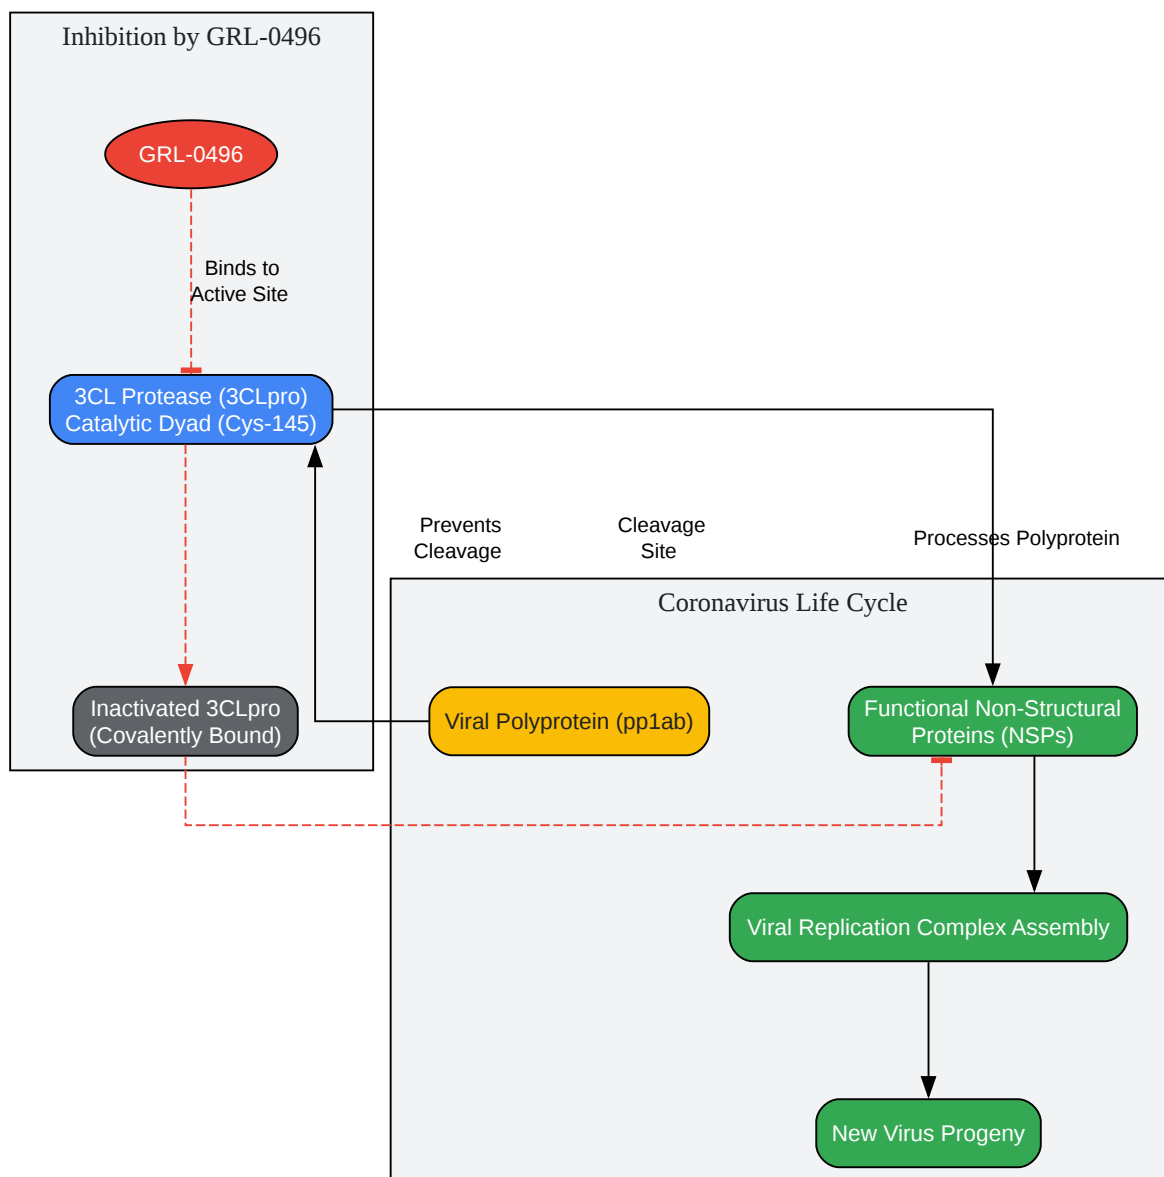 Inhibition by GRL-0496
GRL-0496
Binds to
Active Site
3CL Protease (3CLpro)
Catalytic Dyad (Cys-145)
Prevents
Cleavage
Cleavage
Site
Processes Polyprotein
Coronavirus Life Cycle
Inactivated 3CLpro
(Covalently Bound)
Viral Polyprotein (pp1ab)
Functional Non-Structural
Proteins (NSPs)
Viral Replication Complex Assembly
New Virus Progeny